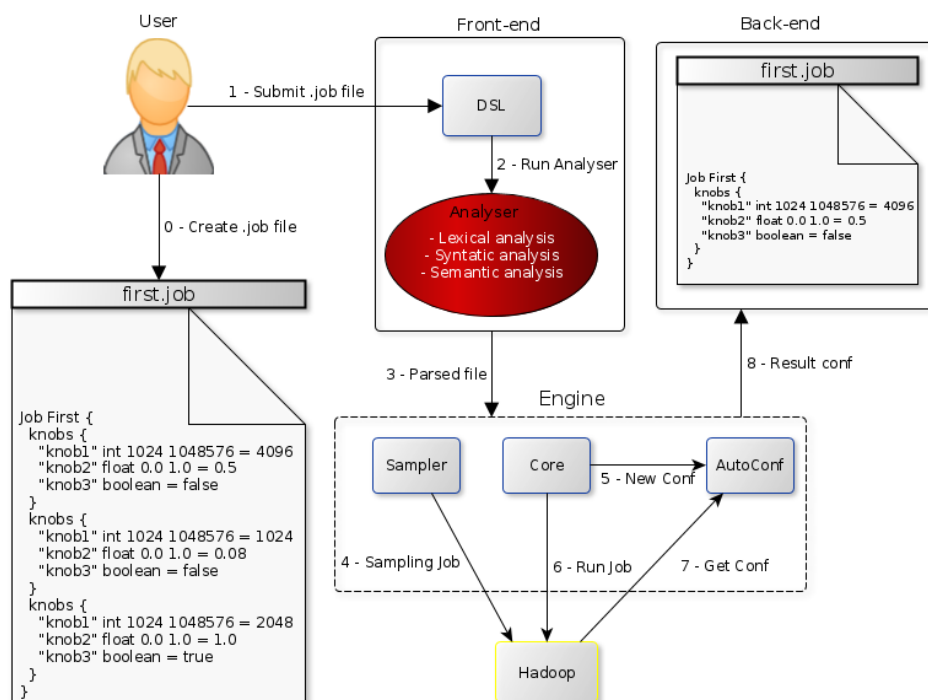 User
Front-end
Back-end
1 - Submit .job file
DSL
2 - Run Analyser
Analyser
- Lexical analysis
- Syntatic analysis
- Semantic analysis
first.job
Job First {
knobs {
"knob1" int 1024 1048576 = 4096
"knob2" float 0.0 1.0 = 0.5
"knob3" boolean = false
}
}
0 - Create .job file
first.job
Job First {
knobs {
"knob1" int 1024 1048576 = 4096
"knob2" float 0.0 1.0 = 0.5
"knob3" boolean = false
}
knobs {
"knob1" int 1024 1048576 = 1024
"knob2" float 0.0 1.0 = 0.08
"knob3" boolean = false
}
knobs {
"knob1" int 1024 1048576 = 2048
"knob2" float 0.0 1.0 = 1.0
"knob3" boolean = true
}
}
3 - Parsed file
8 - Result conf
Engine
Sampler
Core
AutoConf
5 - New Conf
4 - Sampling Job
6 - Run Job
7 - Get Conf
Hadoop